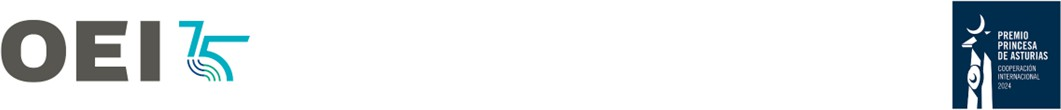 OEI 75
PREMIO
PRINCESA
DE ASTURIAS
COOPERACIÓN
INTERNACIONAL
2024